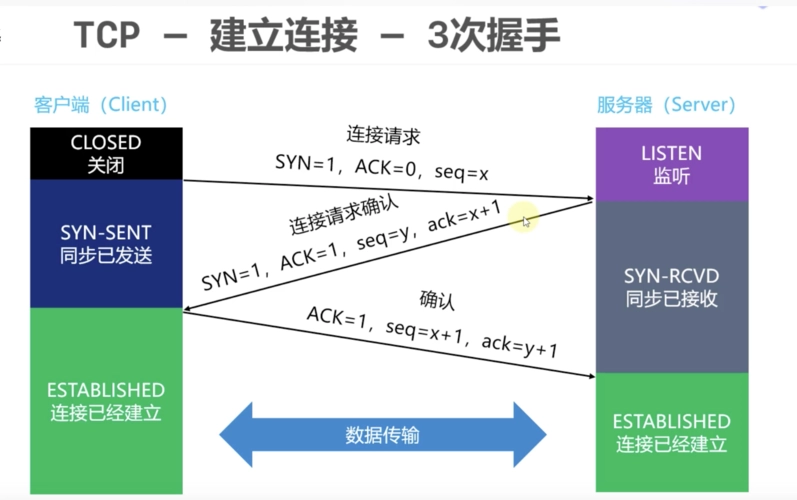 TCP - 建立连接 - 3次握手
客户端（Client）
服务器（Server）
CLOSED
关闭
连接请求
SYN=1，ACK=0，seq=x
LISTEN
监听
SYN-SENT
同步已发送
连接请求确认
SYN=1，ACK=1，seq=y，ack=x+1
SYN-RCVD
同步已接收
确认
ACK=1，seq=x+1，ack=y+1
ESTABLISHED
连接已经建立
数据传输
ESTABLISHED
连接已经建立